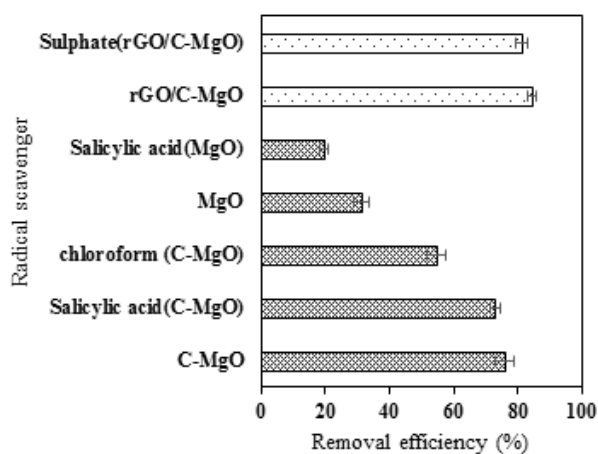 Sulphate(rGO/C-MgO)
rGO/C-MgO
Salicylic acid(MgO)
MgO
chloroform (C-MgO)
Salicylic acid(C-MgO)
C-MgO
Radical scavenger
0 20 40 60 80 100
Removal efficiency (%)